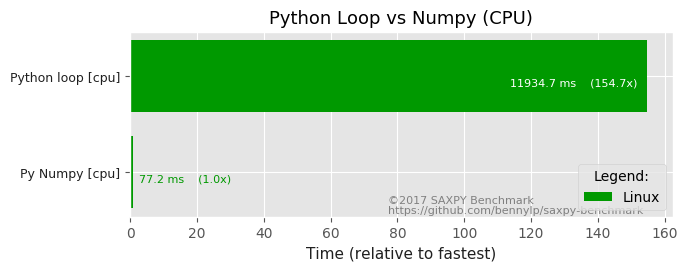 Python Loop vs Numpy (CPU)
Python loop [cpu]
11934.7 ms (154.7x)
Py Numpy [cpu]
77.2 ms (1.0x)
Legend:
Linux
©2017 SAXPY Benchmark
https://github.com/bennylp/saxpy-benchmark
0 20 40 60 80 100 120 140 160
Time (relative to fastest)